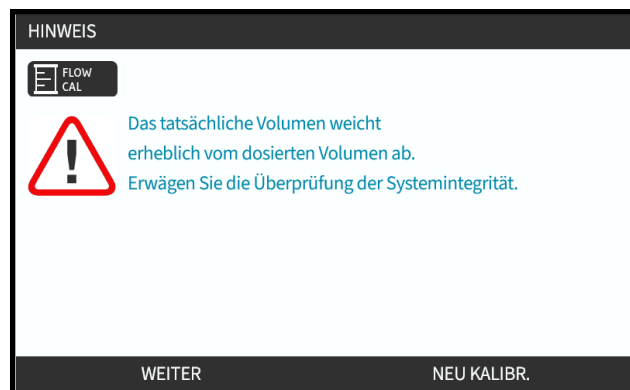 HINWEIS
FLOW
CAL
Das tatsächliche Volumen weicht
erheblich vom dosierten Volumen ab.
Erwägen Sie die Überprüfung der Systemintegrität.
WEITER NEU KALIBR.